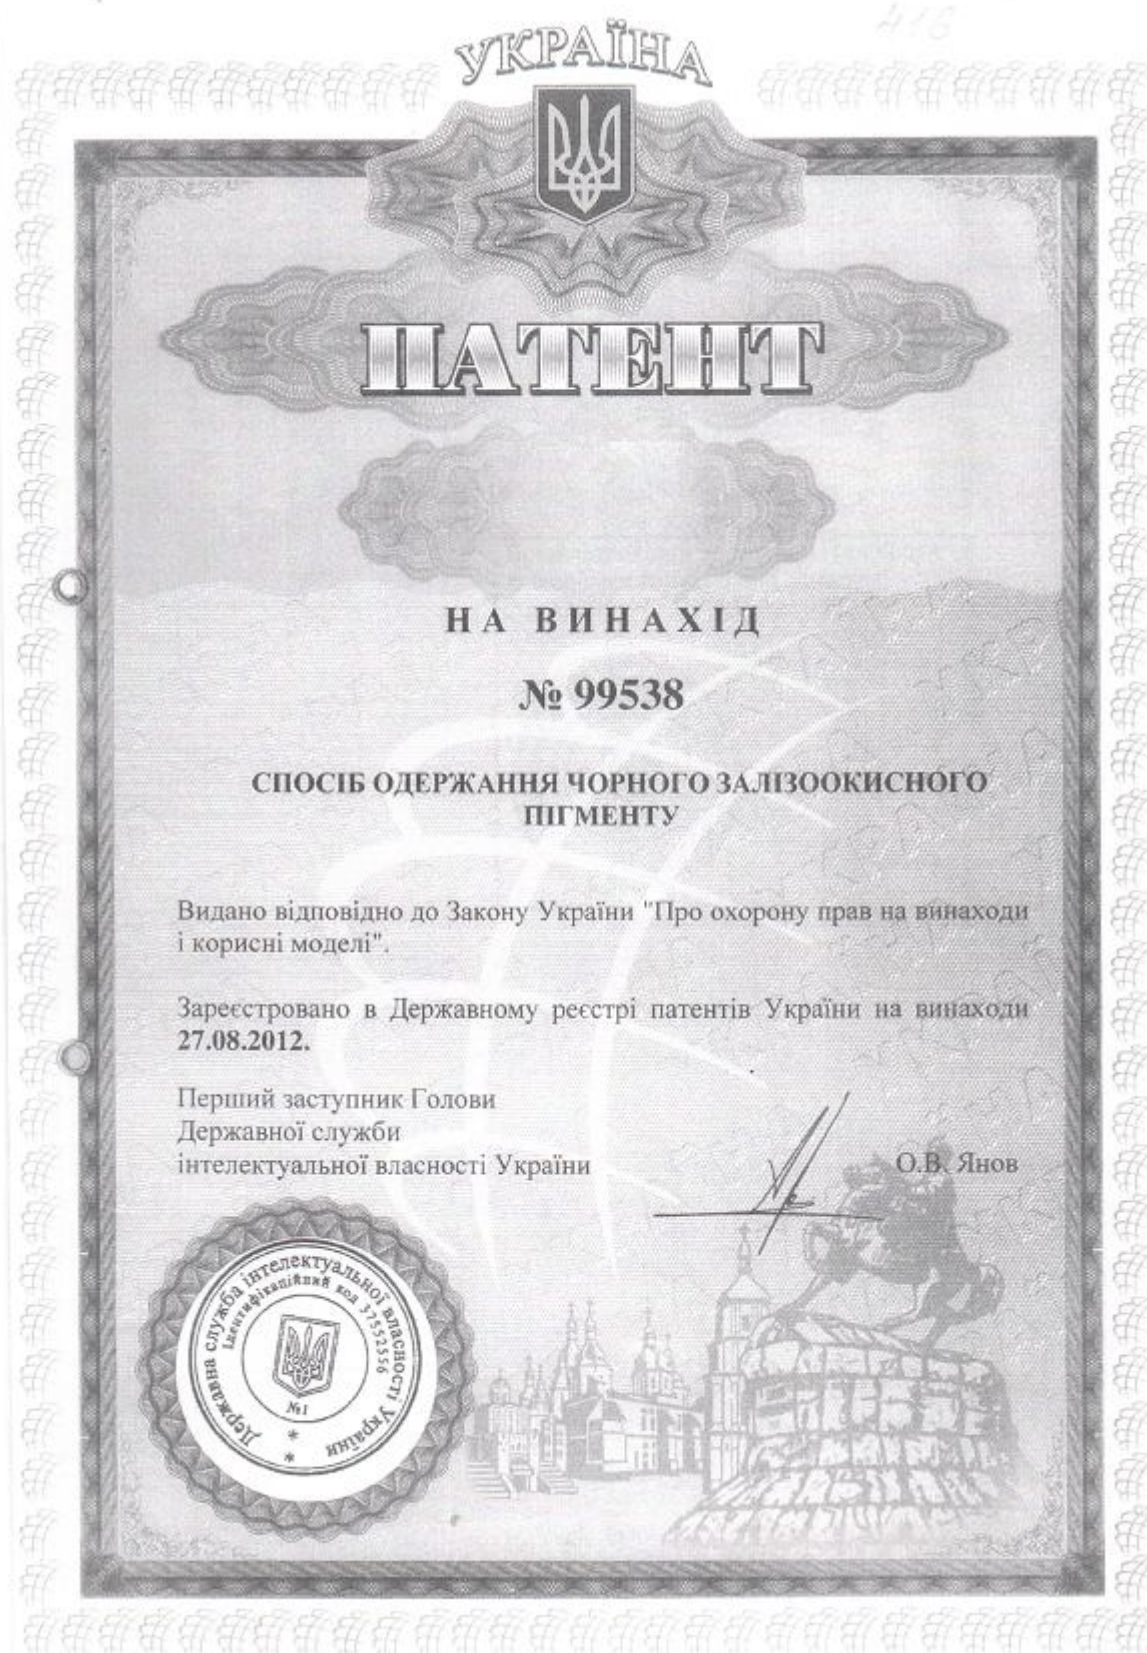 416
УКРАЇНА
ПАТЕНТ
НА ВИНАХІД
№ 99538
СПОСІБ ОДЕРЖАННЯ ЧОРНОГО ЗАЛІЗООКИСНОГО
ПІГМЕНТУ
Видано відповідно до Закону України "Про охорону прав на винаходи
і корисні моделі".
Зареєстровано в Державному реєстрі патентів України на винаходи
27.08.2012.
Перший заступник Голови
Державної служби
інтелектуальної власності України
О.В. Янов
Державна служба інтелектуальної власності України
Ідентифікаційний код 37552556
№1
* *